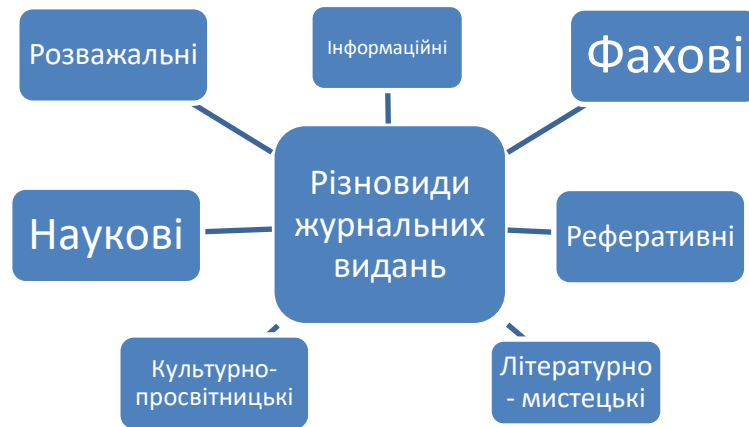 Розважальні
Інформаційні
Фахові
Різновиди
журнальних
видань
Наукові
Реферативні
Культурно-
просвітницькі
Літературно
- мистецькі